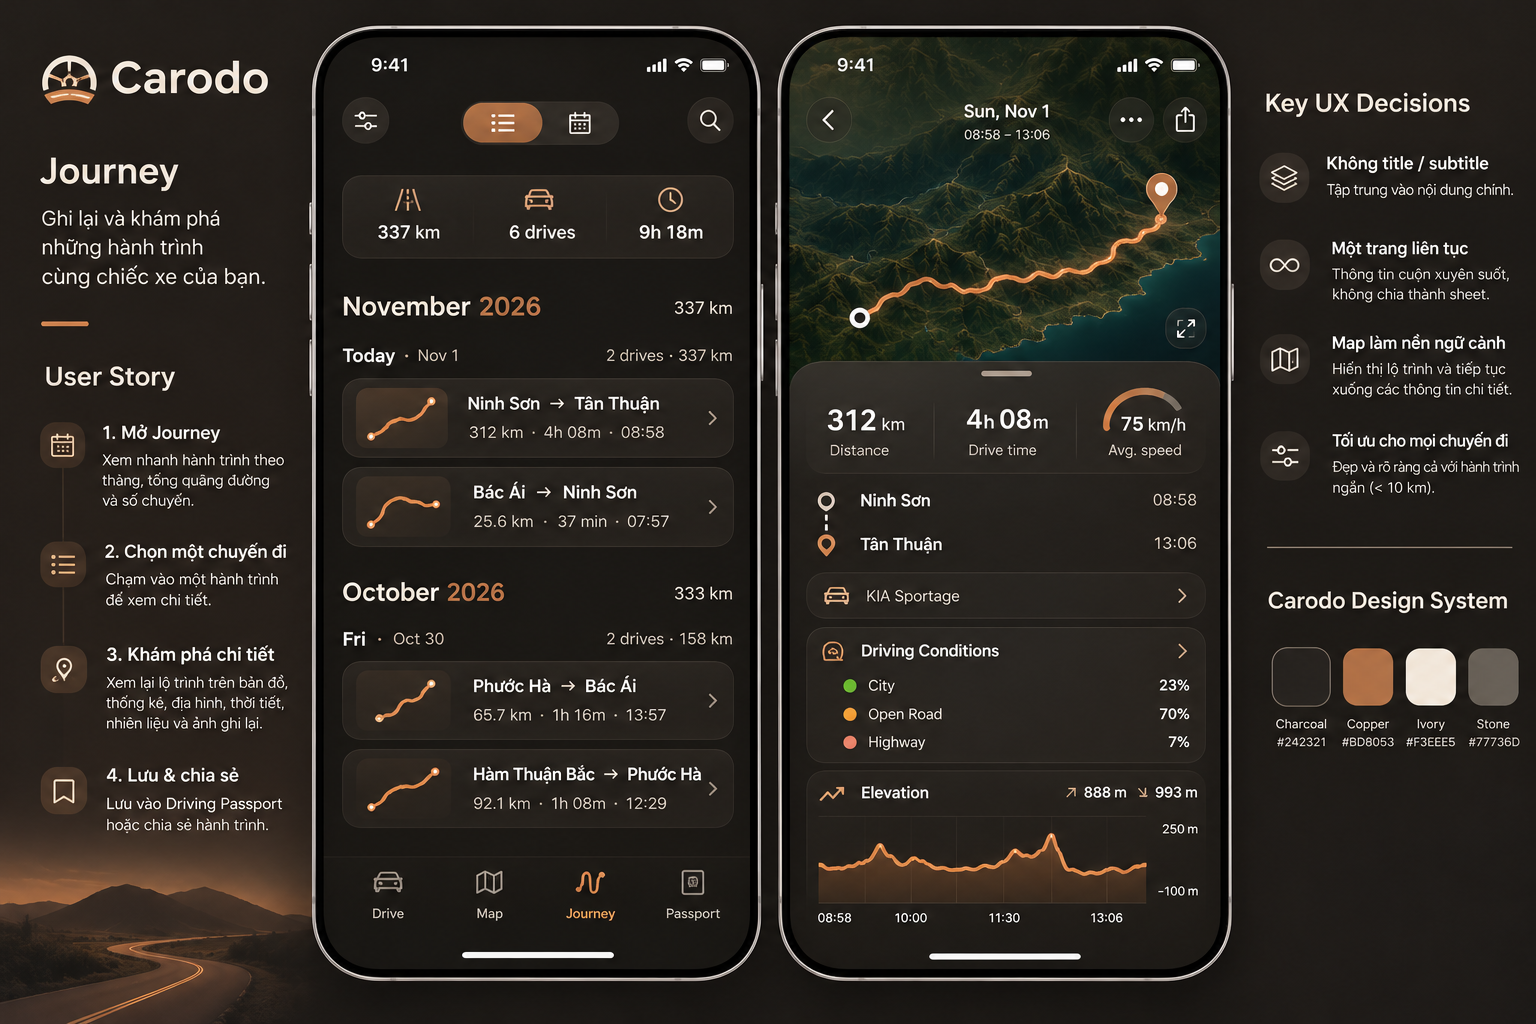 Carodo
Journey
Ghi lại và khám phá
những hành trình
cùng chiếc xe của bạn.
User Story
1. Mở Journey
Xem nhanh hành trình theo
tháng, tổng quãng đường
và số chuyến.
2. Chọn một chuyến đi
Chạm vào một hành trình
để xem chi tiết.
3. Khám phá chi tiết
Xem lại lộ trình trên bản đồ,
thống kê, địa hình, thời tiết,
nhiên liệu và ảnh ghi lại.
4. Lưu & chia sẻ
Lưu vào Driving Passport
hoặc chia sẻ hành trình.
9:41
337 km
6 drives
9h 18m
November 2026
337 km
Today · Nov 1
2 drives · 337 km
Ninh Sơn → Tân Thuận
312 km · 4h 08m · 08:58
Bác Ái → Ninh Sơn
25.6 km · 37 min · 07:57
October 2026
333 km
Fri · Oct 30
2 drives · 158 km
Phước Hà → Bác Ái
65.7 km · 1h 16m · 13:57
Hàm Thuận Bắc → Phước Hà
92.1 km · 1h 08m · 12:29
Drive
Map
Journey
Passport
9:41
Sun, Nov 1
08:58 – 13:06
312 km
Distance
4h 08m
Drive time
75 km/h
Avg. speed
Ninh Sơn
08:58
Tân Thuận
13:06
KIA Sportage
Driving Conditions
City
23%
Open Road
70%
Highway
7%
Elevation
↗ 888 m ↘ 993 m
250 m
-100 m
08:58
10:00
11:30
13:06
Key UX Decisions
Không title / subtitle
Tập trung vào nội dung chính.
Một trang liên tục
Thông tin cuộn xuyên suốt,
không chia thành sheet.
Map làm nền ngữ cảnh
Hiển thị lộ trình và tiếp tục
xuống các thông tin chi tiết.
Tối ưu cho mọi chuyến đi
Đẹp và rõ ràng cả với hành trình
ngắn (< 10 km).
Carodo Design System
Charcoal
#242321
Copper
#BD8053
Ivory
#F3EEE5
Stone
#77736D